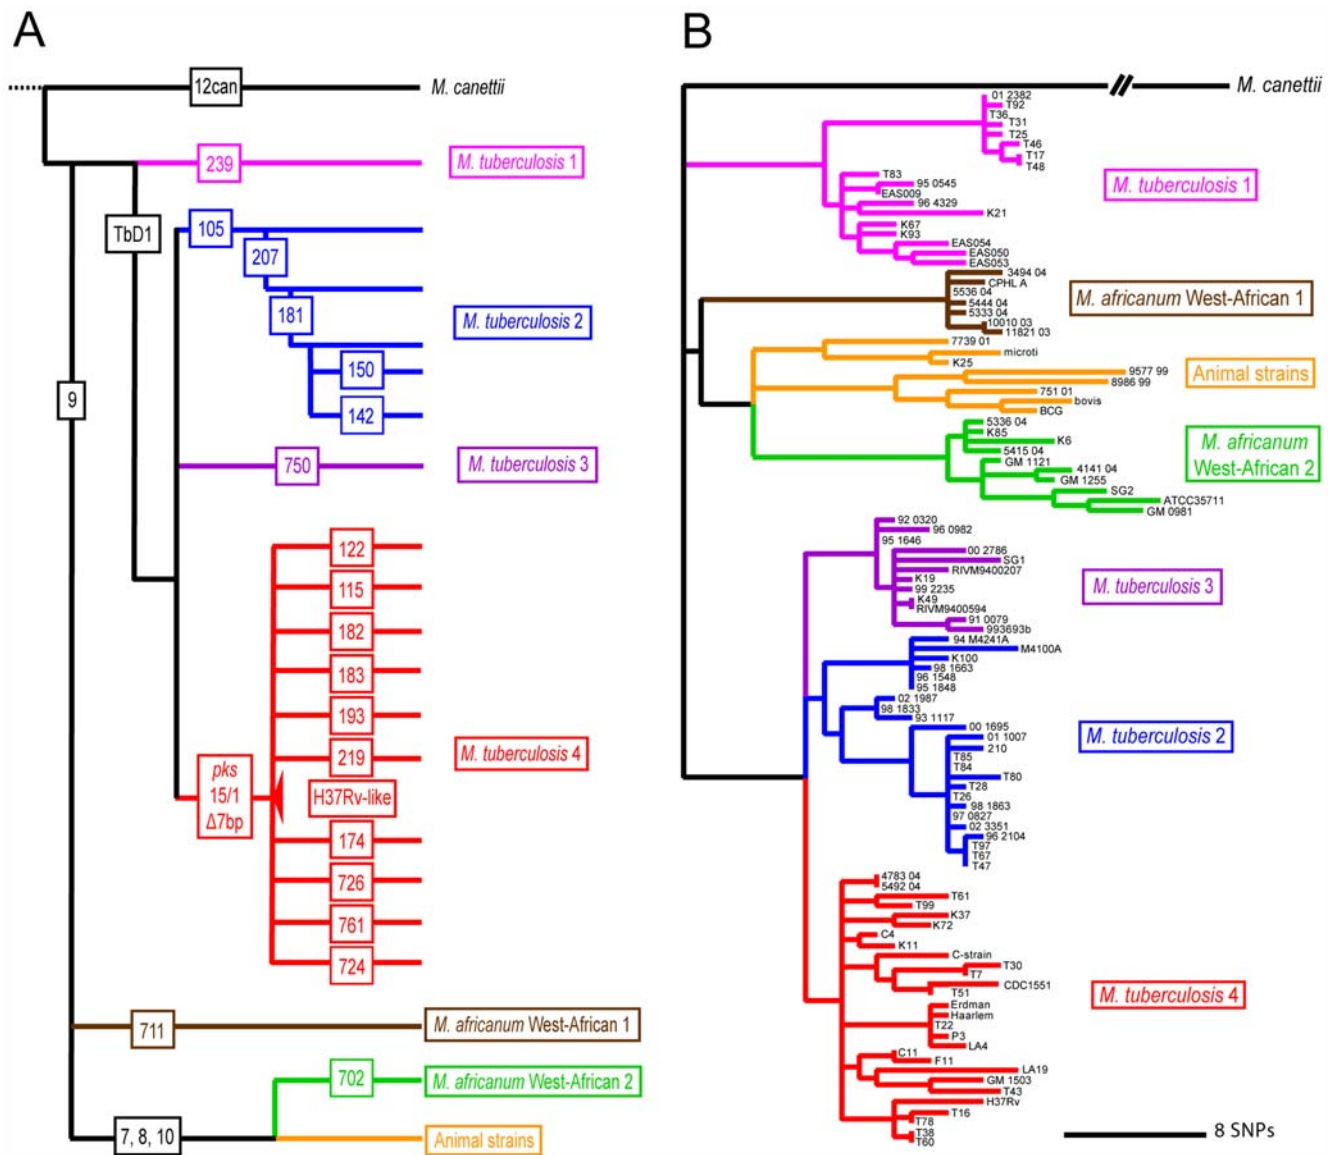 A
12can
M. canettii
239
M. tuberculosis 1
TbD1
105
207
181
150
142
M. tuberculosis 2
9
750
M. tuberculosis 3
122
115
182
183
193
219
M. tuberculosis 4
pks
15/1
Δ7bp
H37Rv-like
174
726
761
724
711
M. africanum West-African 1
702
M. africanum West-African 2
7, 8, 10
Animal strains
B
M. canettii
01 2382
T92
T36
T31
T25
T46
T17
T48
M. tuberculosis 1
T83
95 0545
EAS009
96 4329
K21
K67
K93
EAS054
EAS050
EAS053
3494 04
CPHL A
5536 04
5444 04
5333 04
10010 03
11821 03
M. africanum West-African 1
7739 01
microti
K25
9577 99
8986 99
751 01
bovis
BCG
Animal strains
5336 04
K85
K6
5415 04
GM 1121
4141 04
GM 1255
SG2
ATCC35711
GM 0981
M. africanum
West-African 2
92 0320
96 0982
95 1646
00 2786
SG1
RIVM9400207
K19
99 2235
K49
RIVM9400594
91 0079
993693b
M. tuberculosis 3
94 M4241A
M4100A
K100
98 1663
96 1548
95 1848
02 1987
98 1833
93 1117
00 1695
01 1007
210
T85
T84
T80
T28
T26
98 1863
97 0827
02 3351
96 2104
T97
T67
T47
M. tuberculosis 2
4783 04
5492 04
T61
T99
K37
K72
C4
K11
C-strain
T30
T7
CDC1551
T51
Erdman
Haarlem
T22
P3
LA4
C11
F11
LA19
GM 1503
T43
H37Rv
T16
T78
T38
T60
M. tuberculosis 4
8 SNPs